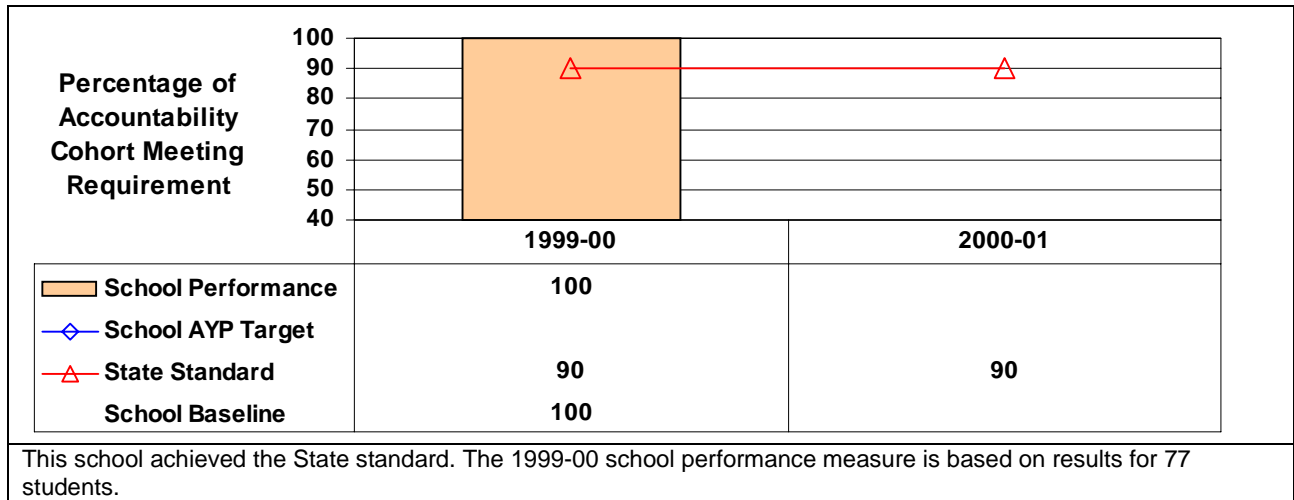 Percentage of
Accountability
Cohort Meeting
Requirement
100
90
80
70
60
50
40
1999-00 2000-01
School Performance 100
School AYP Target
State Standard 90 90
School Baseline 100
This school achieved the State standard. The 1999-00 school performance measure is based on results for 77
students.